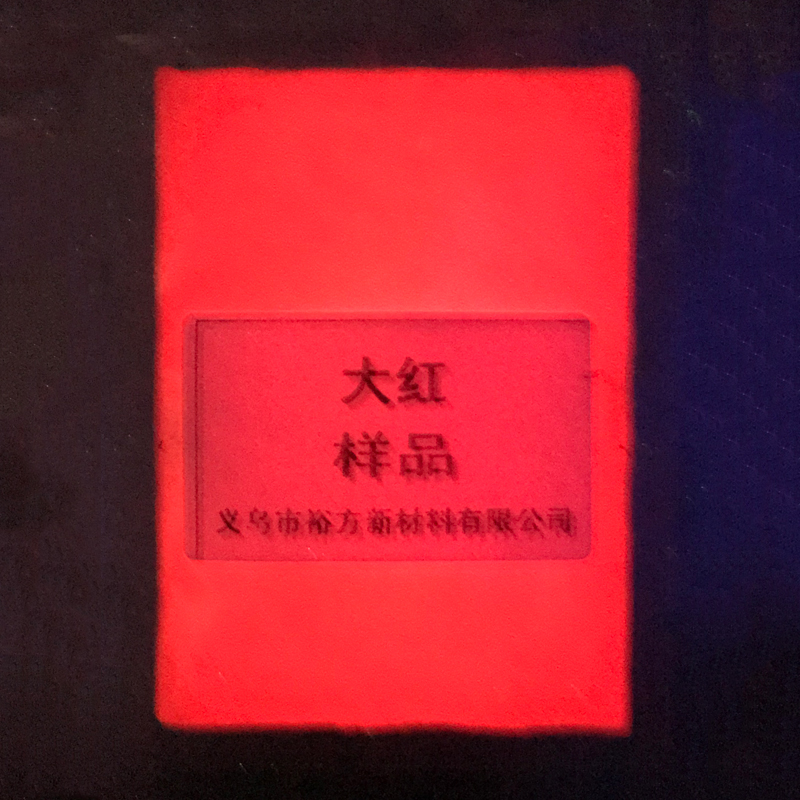 大红
样品
义乌市裕方新材料有限公司